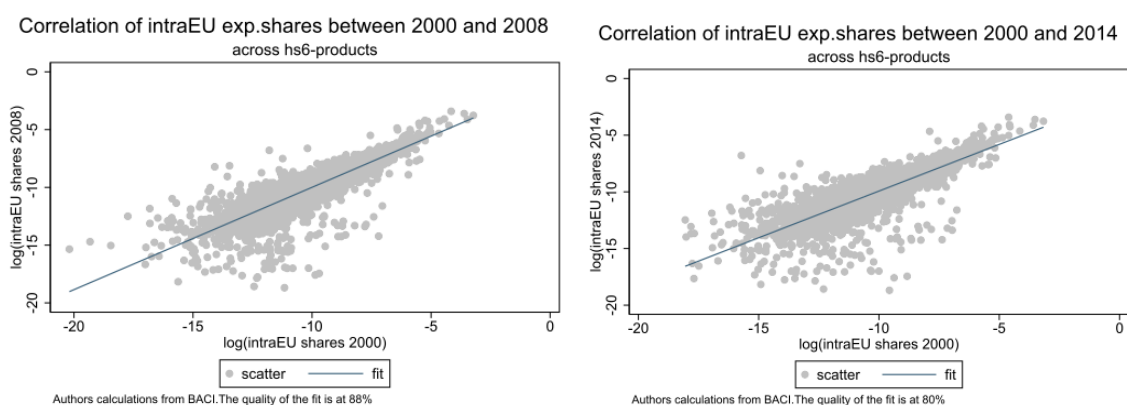 Correlation of intraEU exp.shares between 2000 and 2008
across hs6-products
0
-5
-10
-15
-20
log(intraEU shares 2008)
-20 -15 -10 -5 0
log(intraEU shares 2000)
scatter fit
Authors calculations from BACI.The quality of the fit is at 88%
Correlation of intraEU exp.shares between 2000 and 2014
across hs6-products
0
-5
-10
-15
-20
log(intraEU shares 2014)
-20 -15 -10 -5 0
log(intraEU shares 2000)
scatter fit
Authors calculations from BACI.The quality of the fit is at 80%